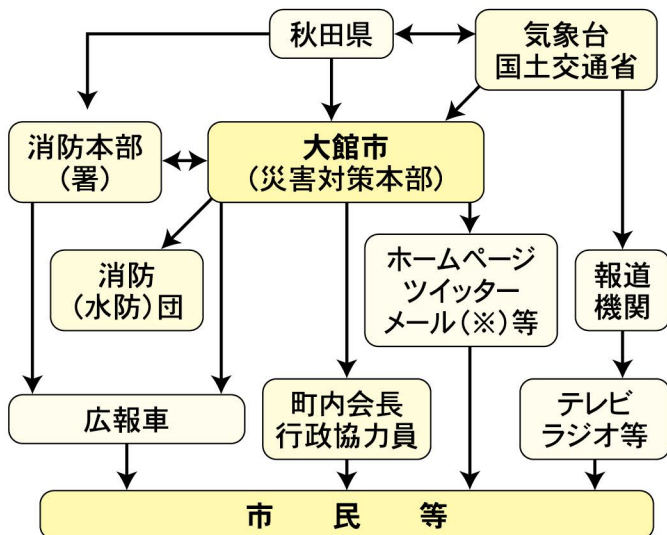 秋田県
気象台
国土交通省
消防本部
(署)
大館市
(災害対策本部)
消防
(水防)団
ホームページ
ツイッター
メール(※)等
報道
機関
広報車
町内会長
行政協力員
テレビ
ラジオ等
市 民 等